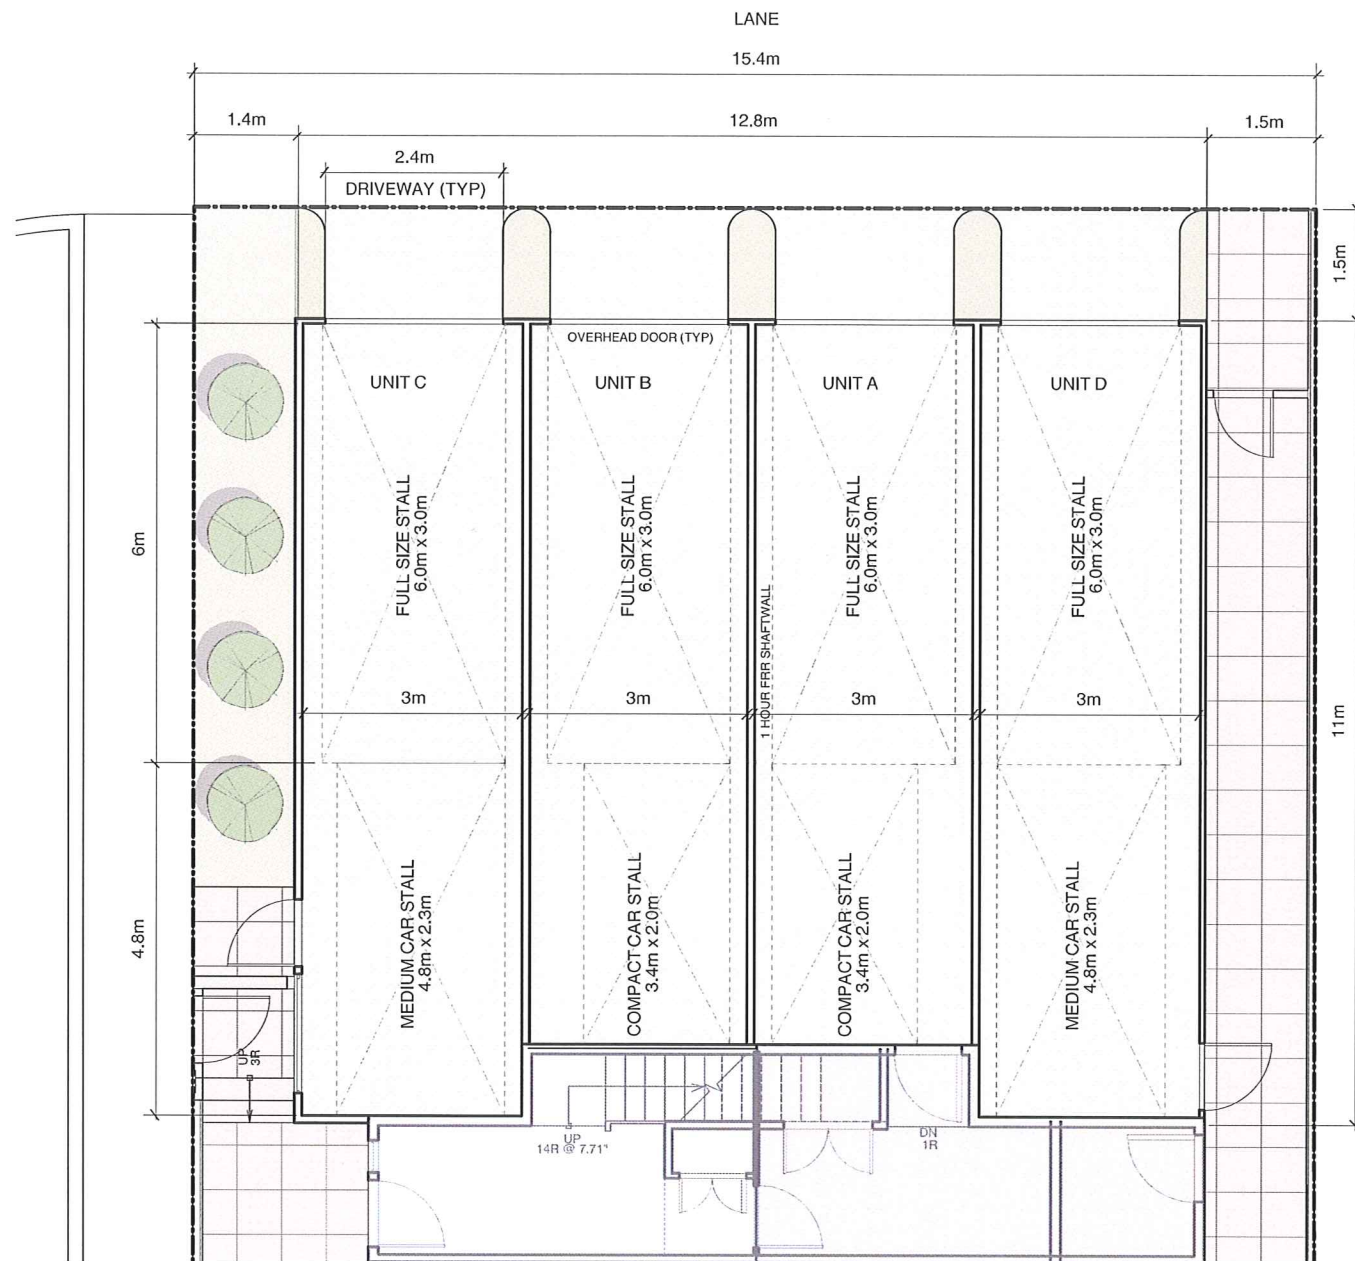 LANE
15.4m
1.4m
12.8m
1.5m
2.4m
DRIVEWAY (TYP)
1.5m
OVERHEAD DOOR (TYP)
UNIT C
UNIT B
UNIT A
UNIT D
FULL SIZE STALL
6.0m x 3.0m
FULL SIZE STALL
6.0m x 3.0m
FULL SIZE STALL
6.0m x 3.0m
FULL SIZE STALL
6.0m x 3.0m
6m
1 HOUR FRR SHAFTWALL
3m
3m
3m
3m
11m
MEDIUM CAR STALL
4.8m x 2.3m
COMPACT CAR STALL
3.4m x 2.0m
COMPACT CAR STALL
3.4m x 2.0m
MEDIUM CAR STALL
4.8m x 2.3m
4.8m
UP
3R
UP
14R @ 7.71"
DN
1R